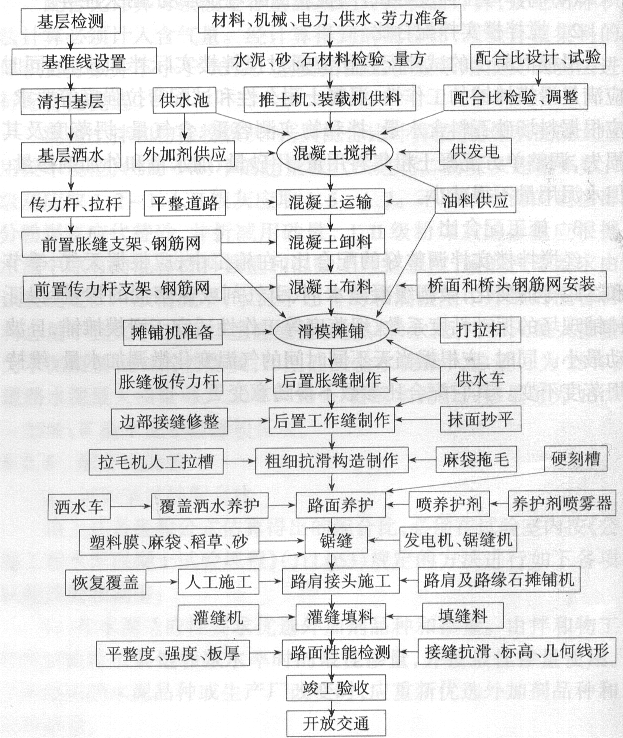 基层检测
材料、机械、电力、供水、劳力准备
基准线设置
水泥、砂、石材料检验、量方
配合比设计、试验
清扫基层
供水池
推土机、装载机供料
配合比检验、调整
基层洒水
外加剂供应
混凝土搅拌
供发电
传力杆、拉杆
平整道路
混凝土运输
油料供应
前置胀缝支架、钢筋网
混凝土卸料
前置传力杆支架、钢筋网
混凝土布料
桥面和桥头钢筋网安装
摊铺机准备
滑模摊铺
打拉杆
胀缝板传力杆
后置胀缝制作
供水车
边部接缝修整
后置工作缝制作
抹面抄平
拉毛机人工拉槽
粗细抗滑构造制作
麻袋拖毛
硬刻槽
洒水车
覆盖洒水养护
路面养护
喷养护剂
养护剂喷雾器
塑料膜、麻袋、稻草、砂
锯缝
发电机、锯缝机
恢复覆盖
人工施工
路肩接头施工
路肩及路缘石摊铺机
灌缝机
灌缝填料
填缝料
平整度、强度、板厚
路面性能检测
接缝抗滑、标高、几何线形
竣工验收
开放交通